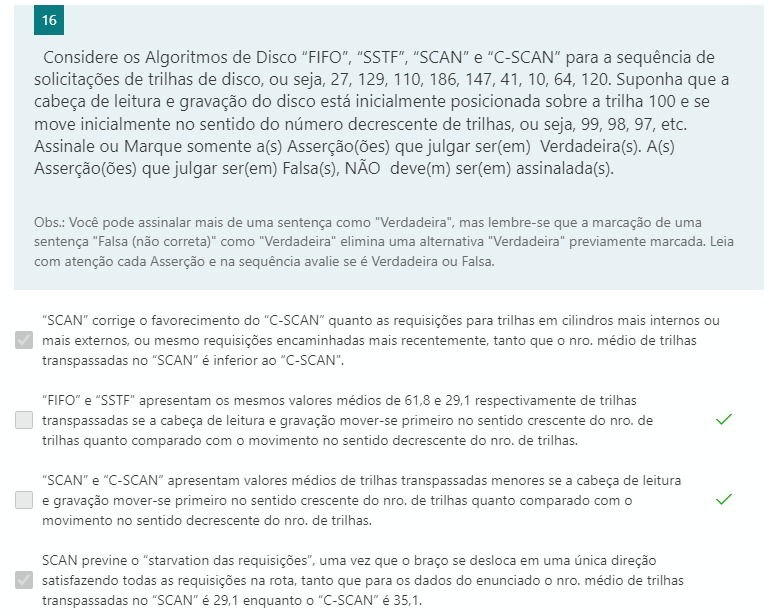 16
Considere os Algoritmos de Disco “FIFO”, “SSTF”, “SCAN” e “C-SCAN” para a sequência de
solicitações de trilhas de disco, ou seja, 27, 129, 110, 186, 147, 41, 10, 64, 120. Suponha que a
cabeça de leitura e gravação do disco está inicialmente posicionada sobre a trilha 100 e se
move inicialmente no sentido do número decrescente de trilhas, ou seja, 99, 98, 97, etc.
Assinale ou Marque somente a(s) Asserção(ões) que julgar ser(em)  Verdadeira(s). A(s)
Asserção(ões) que julgar ser(em) Falsa(s), NÃO  deve(m) ser(em) assinalada(s).
Obs.: Você pode assinalar mais de uma sentença como "Verdadeira", mas lembre-se que a marcação de uma
sentença "Falsa (não correta)" como "Verdadeira" elimina uma alternativa "Verdadeira" previamente marcada. Leia
com atenção cada Asserção e na sequência avalie se é Verdadeira ou Falsa.
“SCAN” corrige o favorecimento do “C-SCAN” quanto as requisições para trilhas em cilindros mais internos ou
mais externos, ou mesmo requisições encaminhadas mais recentemente, tanto que o nro. médio de trilhas
transpassadas no “SCAN” é inferior ao “C-SCAN”.
“FIFO” e “SSTF” apresentam os mesmos valores médios de 61,8 e 29,1 respectivamente de trilhas
transpassadas se a cabeça de leitura e gravação mover-se primeiro no sentido crescente do nro. de
trilhas quanto comparado com o movimento no sentido decrescente do nro. de trilhas.
“SCAN” e “C-SCAN” apresentam valores médios de trilhas transpassadas menores se a cabeça de leitura
e gravação mover-se primeiro no sentido crescente do nro. de trilhas quanto comparado com o
movimento no sentido decrescente do nro. de trilhas.
SCAN previne o “starvation das requisições”, uma vez que o braço se desloca em uma única direção
satisfazendo todas as requisições na rota, tanto que para os dados do enunciado o nro. médio de trilhas
transpassadas no “SCAN” é 29,1 enquanto o “C-SCAN” é 35,1.